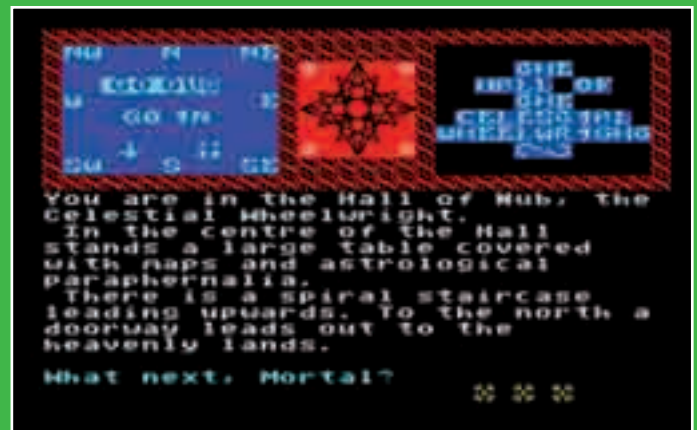 NW N NE
W E
GO IN
SW S SE
THE
HALL OF
THE
CELESTIAL
WHEELWRIGHT
You are in the Hall of Nub, the
Celestial Wheelwright.
In the centre of the Hall
stands a large table covered
with maps and astrological
paraphernalia.
There is a spiral staircase
leading upwards. To the north a
doorway leads out to the
heavenly lands.
What next, Mortal?